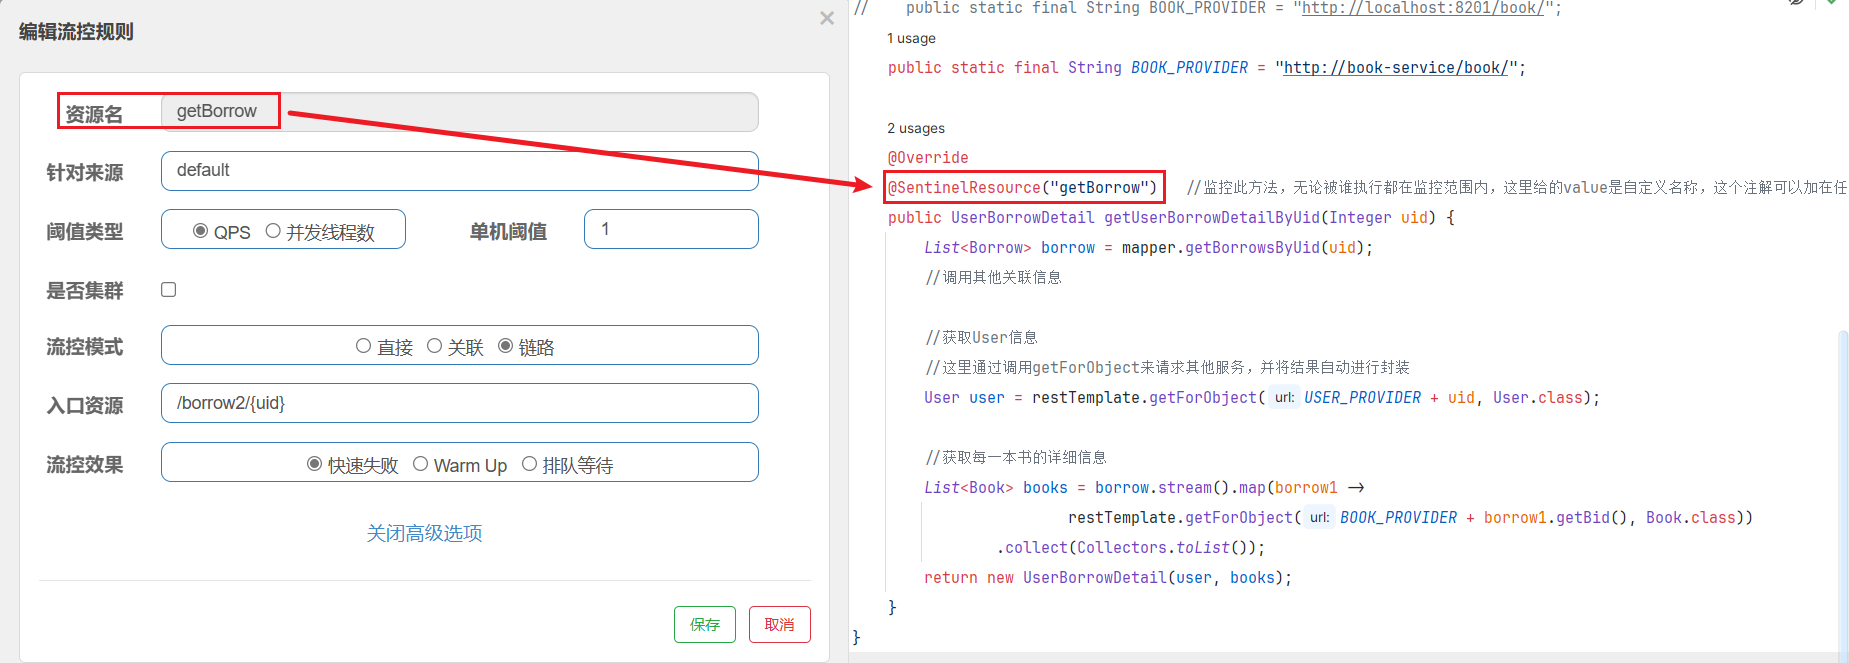 编辑流控规则
×
资源名 getBorrow
针对来源 default
阈值类型 QPS 并发线程数 单机阈值 1
是否集群
流控模式 直接 关联 链路
入口资源 /borrow2/{uid}
流控效果 快速失败 Warm Up 排队等待
关闭高级选项
保存 取消
// public static final String BOOK_PROVIDER = "http://localhost:8201/book/";
1 usage
public static final String BOOK_PROVIDER = "http://book-service/book/";
2 usages
@Override
@SentinelResource("getBorrow") //监控此方法，无论被谁执行都在监控范围内，这里给的value是自定义名称，这个注解可以加在任
public UserBorrowDetail getUserBorrowDetailByUid(Integer uid) {
List<Borrow> borrow = mapper.getBorrowsByUid(uid);
//调用其他关联信息
//获取User信息
//这里通过调用getForObject来请求其他服务，并将结果自动进行封装
User user = restTemplate.getForObject( url: USER_PROVIDER + uid, User.class);
//获取每一本书的详细信息
List<Book> books = borrow.stream().map(borrow1 ->
restTemplate.getForObject( url: BOOK_PROVIDER + borrow1.getBid(), Book.class))
.collect(Collectors.toList());
return new UserBorrowDetail(user, books);
}
}